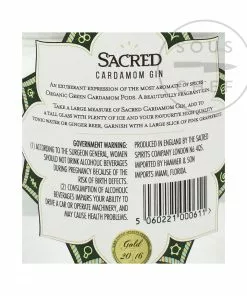 SOUS
CHEF
SACRED
CARDAMOM GIN
AN EXUBERANT EXPRESSION OF THE MOST AROMATIC OF SPICES -
ORGANIC GREEN CARDAMOM PODS. A BEAUTIFULLY FRAGRANT GIN.
TAKE A LARGE MEASURE OF SACRED CARDAMOM GIN, ADD TO
A TALL GLASS WITH PLENTY OF ICE AND YOUR FAVOURITE HIGH QUALITY
TONIC WATER OR GINGER BEER, GARNISH WITH A LARGE SLICE OF PINK GRAPEFRUIT
GOVERNMENT WARNING:
(1) ACCORDING TO THE SURGEON GENERAL, WOMEN
SHOULD NOT DRINK ALCOHOLIC BEVERAGES
DURING PREGNANCY BECAUSE OF THE
RISK OF BIRTH DEFECTS.
(2) CONSUMPTION OF ALCOHOLIC
BEVERAGES IMPAIRS YOUR ABILITY TO
DRIVE A CAR OR OPERATE MACHINERY, AND
MAY CAUSE HEALTH PROBLEMS.
PRODUCED IN ENGLAND BY THE SACRED
SPIRITS COMPANY LONDON N6 4DS.
IMPORTED BY HAMMER & SON
IMPORTS MIAMI, FLORIDA.
5 060221 000611
Gold
2016